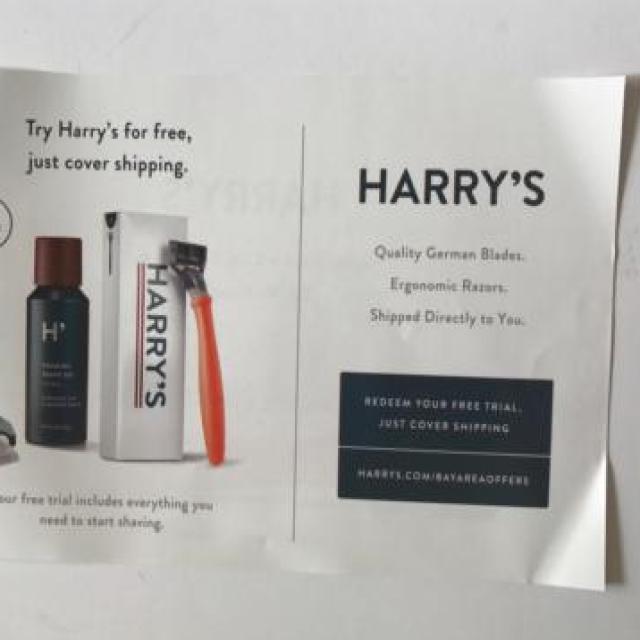 Try Harry's for free,
just cover shipping.
H'
HARRY'S
our free trial includes everything you
need to start shaving.
HARRY'S
Quality German Blades.
Ergonomic Razors.
Shipped Directly to You.
REDEEM YOUR FREE TRIAL,
JUST COVER SHIPPING
HARRYS.COM/BAYAREAOFFERS